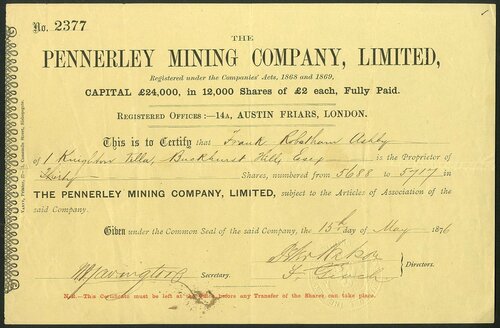 No. 2377
THE
PENNERLEY MINING COMPANY, LIMITED,
Registered under the Companies' Acts, 1868 and 1869,
CAPITAL £24,000, in 12,000 Shares of £2 each, Fully Paid.
REGISTERED OFFICES:—14A, AUSTIN FRIARS, LONDON.
This is to Certify that Frank Robotham Ashby
of 1 Knighton Villas, Buckhurst Hill, Essex is the Proprietor of
Thirty Shares, numbered from 5688 to 5717 in
THE PENNERLEY MINING COMPANY, LIMITED, subject to the Articles of Association of the
said Company.
Given under the Common Seal of the said Company, the 15th day of May 1876
Secretary.
Directors.
NOTE.—This Certificate must be left at the Office before any Transfer of the Shares can take place.